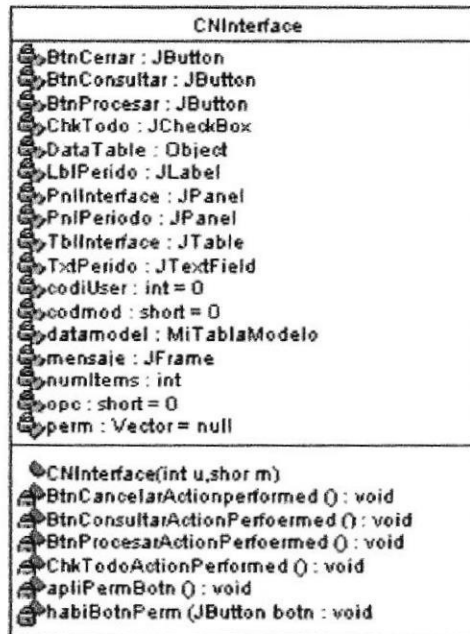 CNInterface
BtnCerrar : JButton
BtnConsultar : JButton
BtnProcesar : JButton
ChkTodo : JCheckBox
DataTable : Object
LblPerido : JLabel
PnlInterface : JPanel
PnlPeriodo : JPanel
TblInterface : JTable
TxtPerido : JTextField
codiUser : int = 0
codmod : short = 0
datamodel : MiTablaModelo
mensaje : JFrame
numItems : int
opc : short = 0
perm : Vector = null
CNInterface(int u,shor m)
BtnCancelarActionperformed () : void
BtnConsultarActionPerfoermed () : void
BtnProcesarActionPerfoermed () : void
ChkTodoActionPerformed () : void
apliPermBotn () : void
habiBotnPerm (JButton botn : void